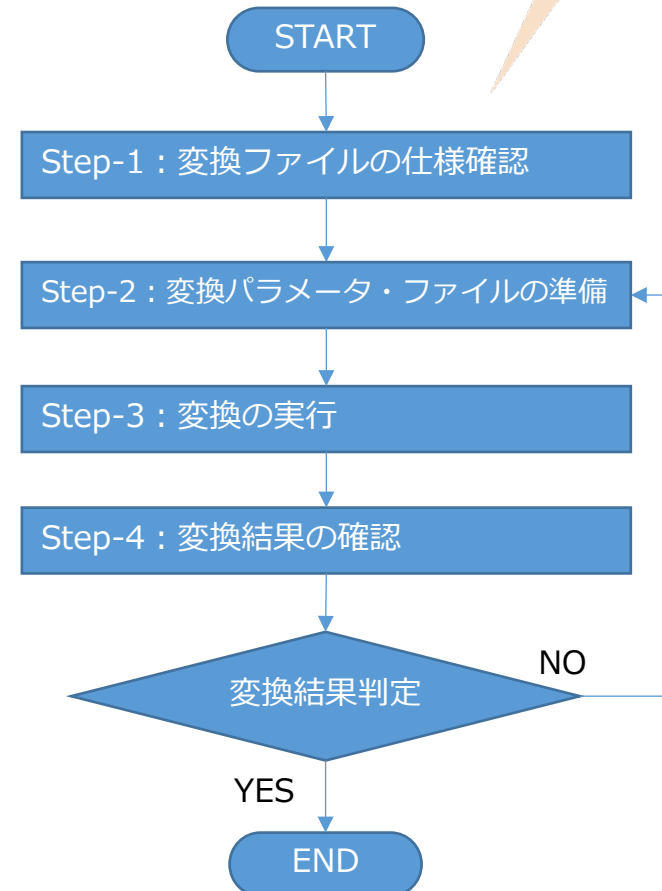 START
Step-1：変換ファイルの仕様確認
Step-2：変換パラメータ・ファイルの準備
Step-3：変換の実行
Step-4：変換結果の確認
変換結果判定
NO
YES
END